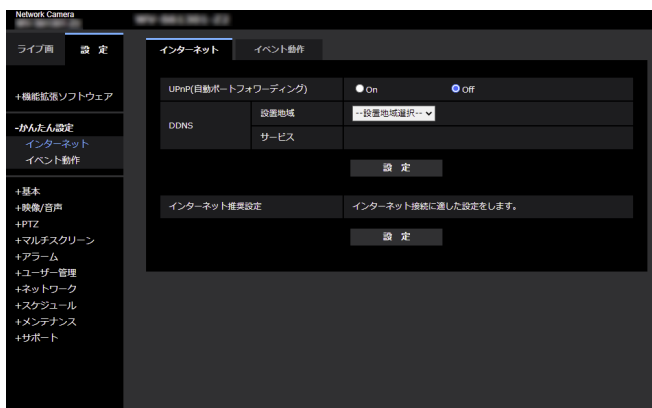 Network Camera
ライブ画
設 定
+機能拡張ソフトウェア
-かんたん設定
インターネット
イベント動作
+基本
+映像/音声
+PTZ
+マルチスクリーン
+アラーム
+ユーザー管理
+ネットワーク
+スケジュール
+メンテナンス
+サポート
インターネット
イベント動作
UPnP(自動ポートフォワーディング)
On
Off
DDNS
設置地域
--設置地域選択--
サービス
設 定
インターネット推奨設定
インターネット接続に適した設定をします。
設 定